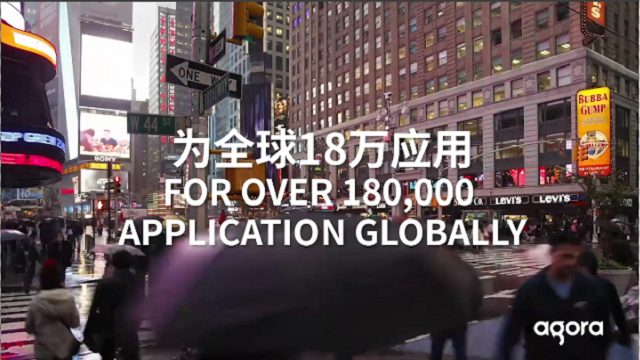 ONE WAY
W 44 ST
SONY
BUBBA
GUMP
为全球18万应用
FOR OVER 180,000
LEVI'S LEVI'S
APPLICATION GLOBALLY
agora